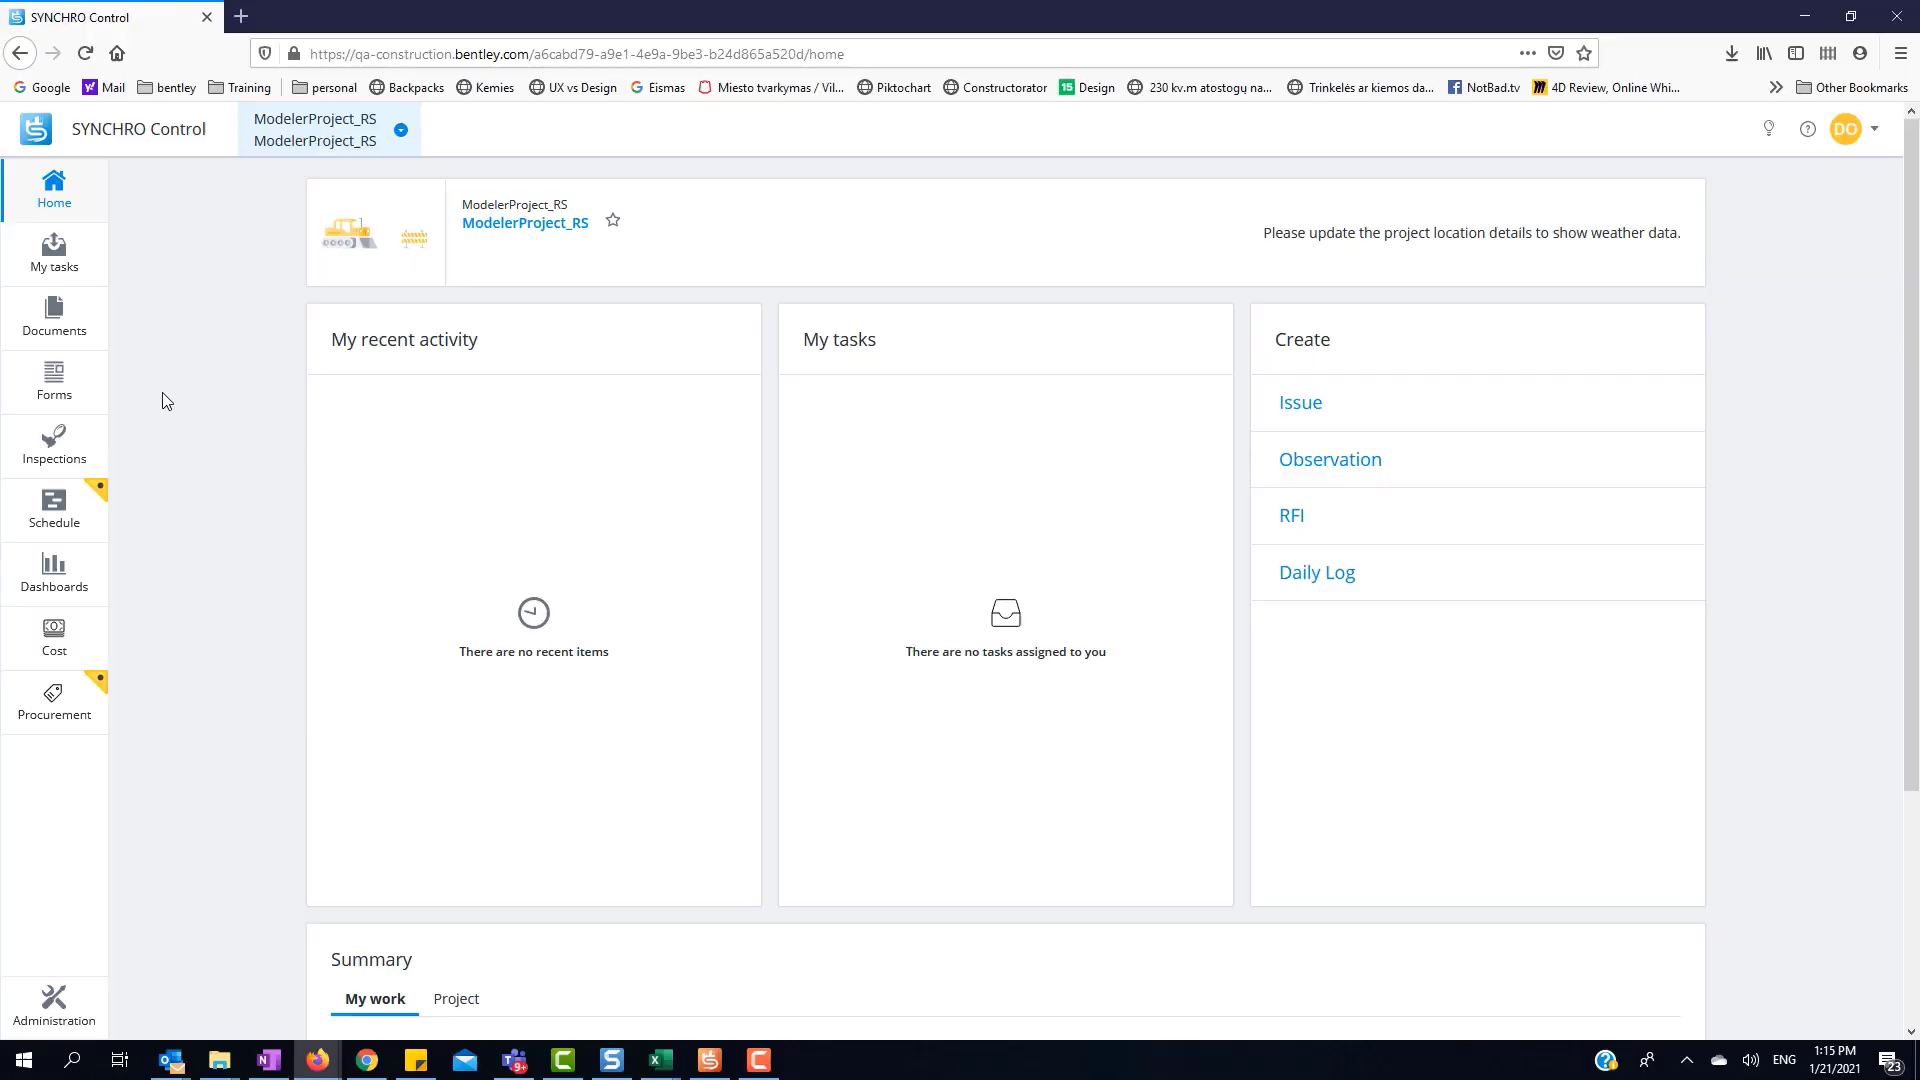 SYNCHRO Control
https://qa-construction.bentley.com/a6cabd79-a9e1-4e9a-9be3-b24d865a520d/home
Google Mail bentley Training personal Backpacks Kemies UX vs Design Eismas Miesto tvarkymas / Vil... Piktochart Constructorator 15 Design 230 kv.m atostogų na... Trinkelės ar kiemos da... NotBad.tv 4D Review, Online Whi... Other Bookmarks
SYNCHRO Control
ModelerProject_RS
ModelerProject_RS
DO
Home
My tasks
Documents
Forms
Inspections
Schedule
Dashboards
Cost
Procurement
Administration
ModelerProject_RS
ModelerProject_RS
Please update the project location details to show weather data.
My recent activity
There are no recent items
My tasks
There are no tasks assigned to you
Create
Issue
Observation
RFI
Daily Log
Summary
My work Project
9+
ENG
1:15 PM
1/21/2021
23